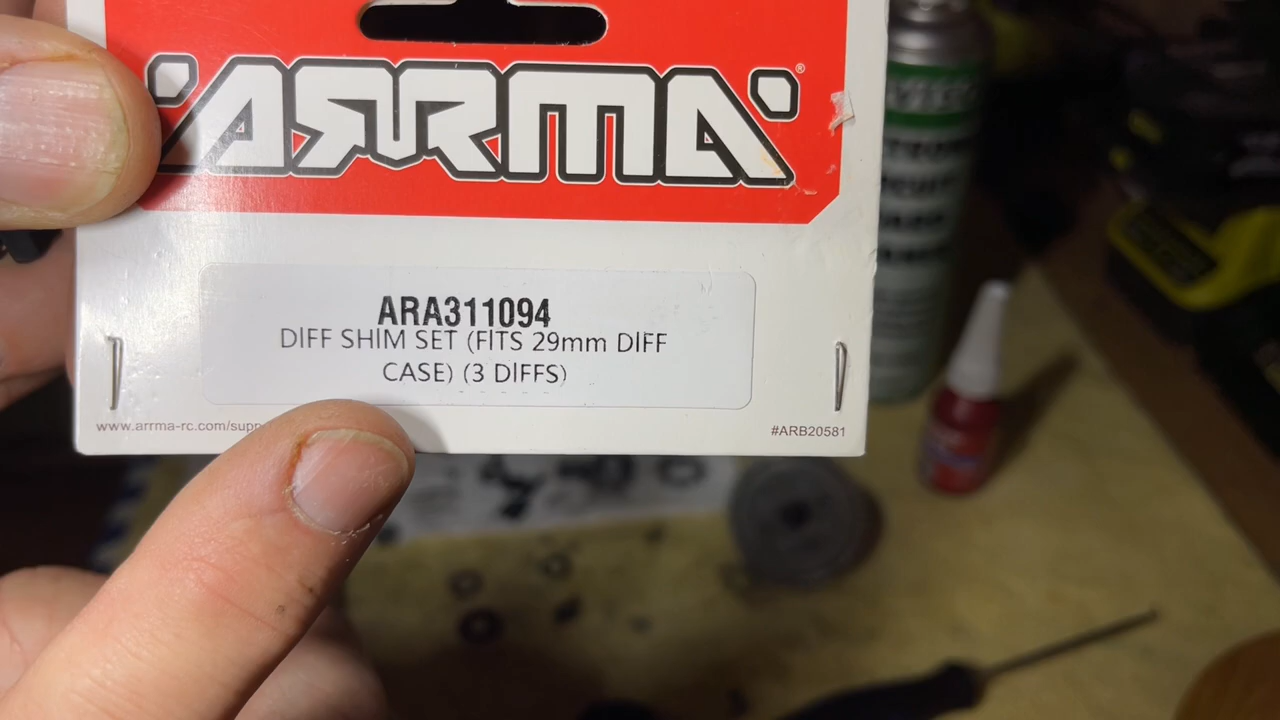 ARRMA®
ARA311094
DIFF SHIM SET (FITS 29mm DIFF
CASE) (3 DIFFS)
www.arrma-rc.com/supp
#ARB20581